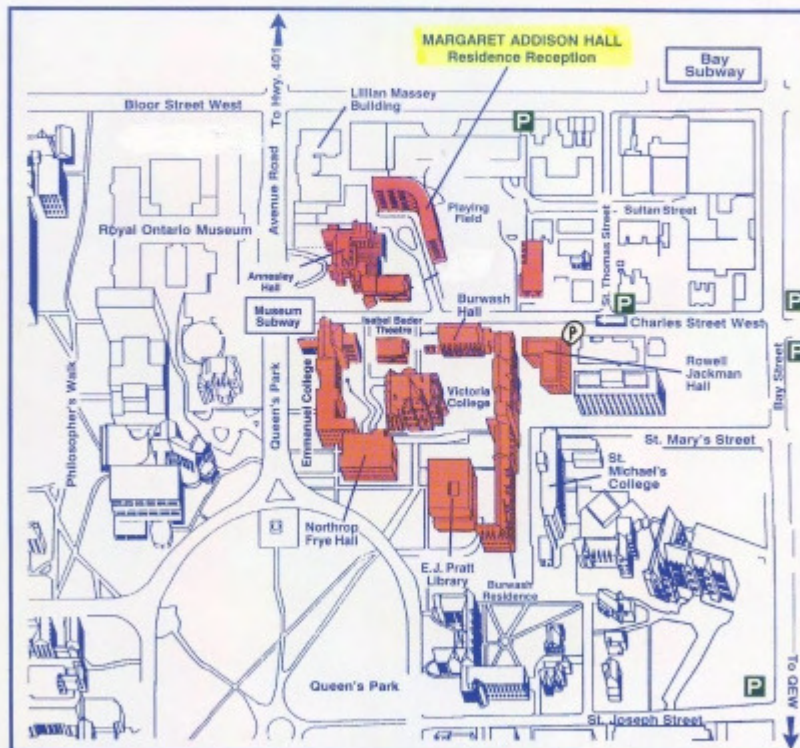 MARGARET ADDISON HALL
Residence Reception
Bay
Subway
To Hwy. 401
Lillian Massey
Building
Bloor Street West
P
Avenue Road
Playing
Field
St. Thomas Street
Sultan Street
Royal Ontario Museum
Annesley
Hall
Burwash
Hall
P
P
Museum
Subway
Isabel Bader
Theatre
Charles Street West
P
P
Rowell
Jackman
Hall
Bay Street
Philosopher's Walk
Queen's Park
Emmanuel College
Victoria
College
St. Mary's Street
St.
Michael's
College
Northrop
Frye Hall
E.J. Pratt
Library
Burwash
Residence
Queen's Park
P
To QEW
St. Joseph Street